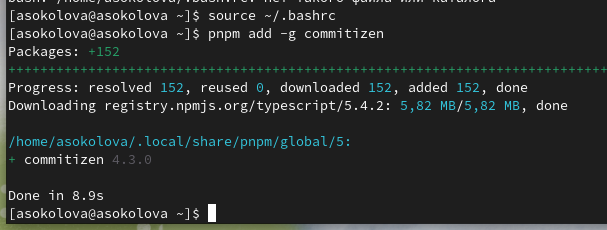 bash: /home/asokolova/.bash.rc: Нет такого файла или каталога
[asokolova@asokolova ~]$ source ~/.bashrc
[asokolova@asokolova ~]$ pnpm add -g commitizen
Packages: +152
++++++++++++++++++++++++++++++++++++++++++++++++++++++++++++++++++++++++++++
Progress: resolved 152, reused 0, downloaded 152, added 152, done
Downloading registry.npmjs.org/typescript/5.4.2: 5,82 MB/5,82 MB, done
/home/asokolova/.local/share/pnpm/global/5:
+ commitizen 4.3.0
Done in 8.9s
[asokolova@asokolova ~]$